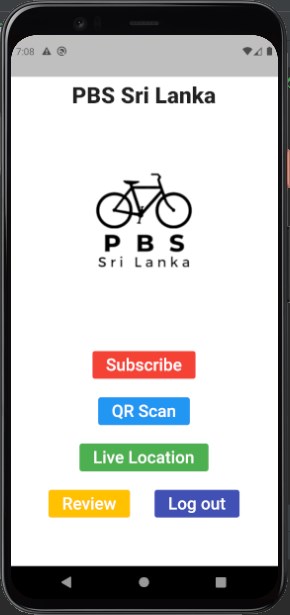 7:08
PBS Sri Lanka
P B S
Sri Lanka
Subscribe
QR Scan
Live Location
Review Log out